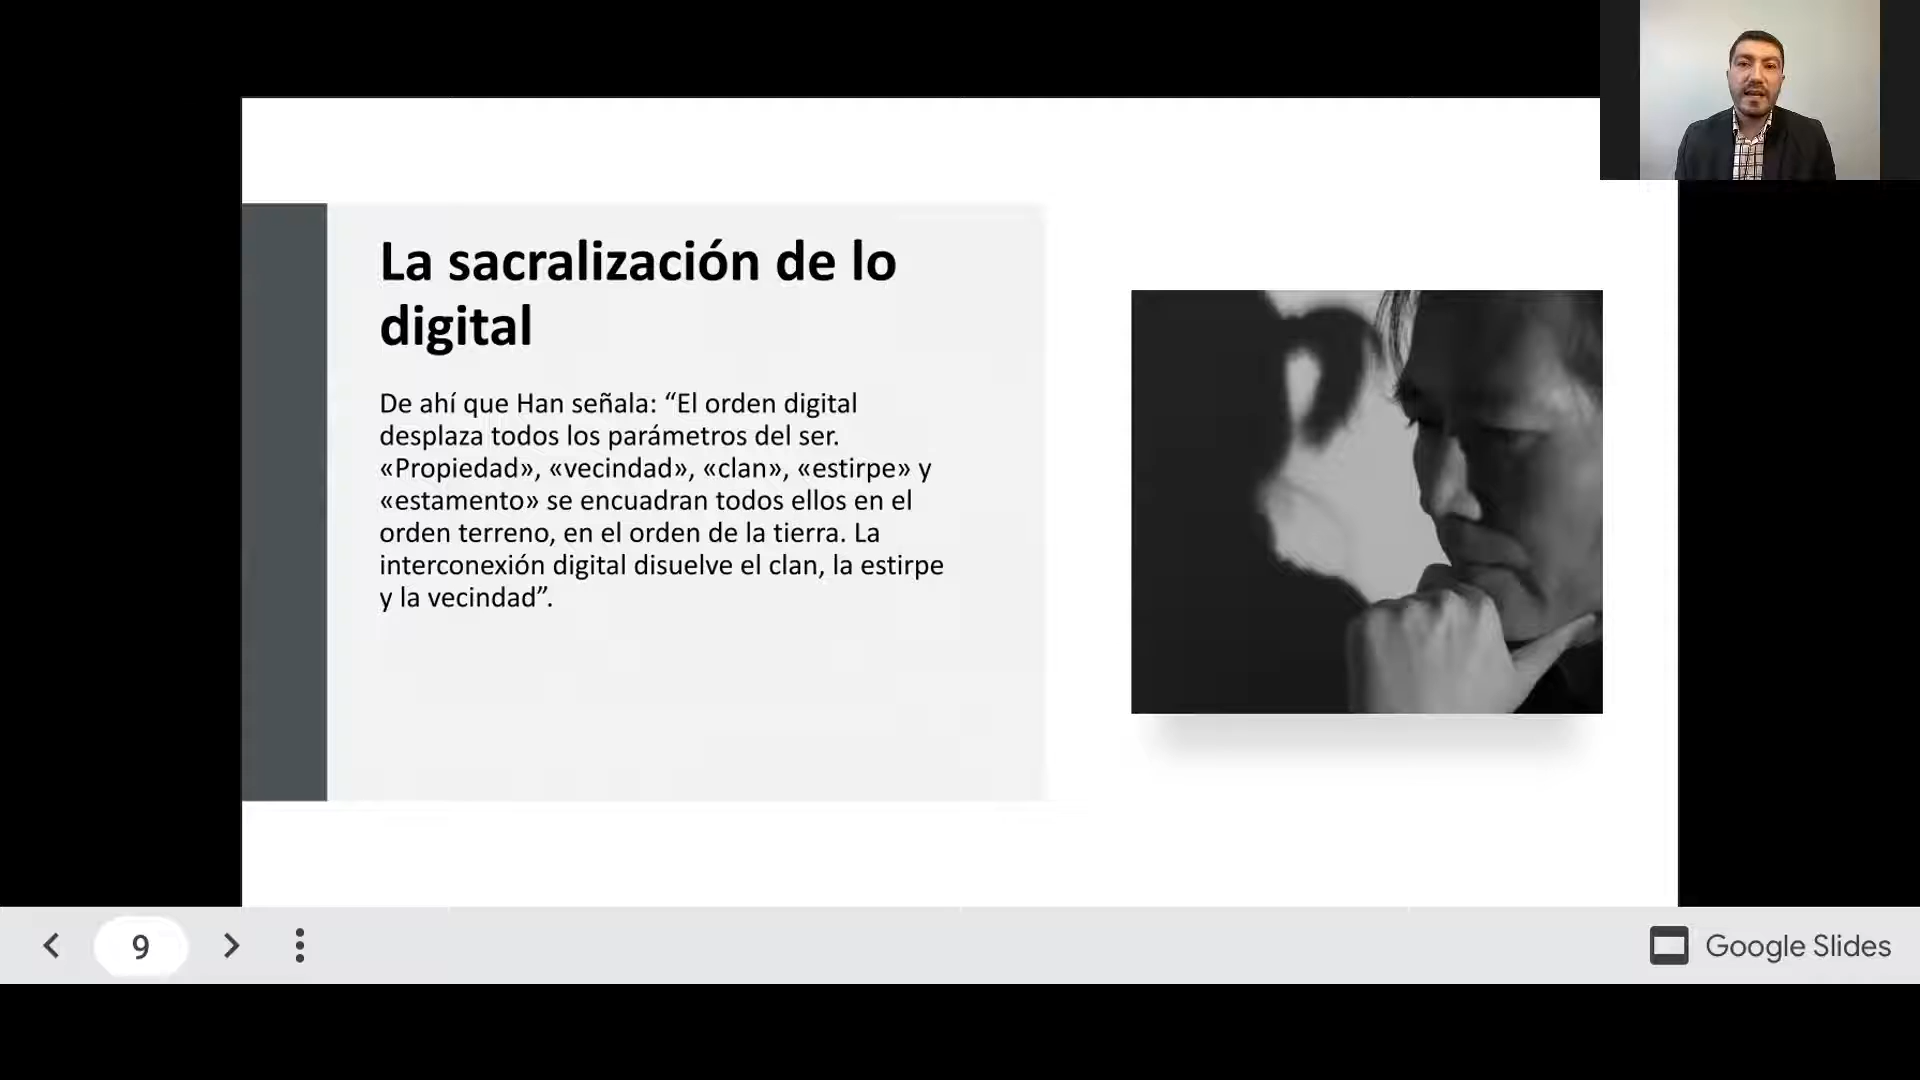 La sacralización de lo
digital
De ahí que Han señala: “El orden digital
desplaza todos los parámetros del ser.
«Propiedad», «vecindad», «clan», «estirpe» y
«estamento» se encuadran todos ellos en el
orden terreno, en el orden de la tierra. La
interconexión digital disuelve el clan, la estirpe
y la vecindad”.
9
Google Slides